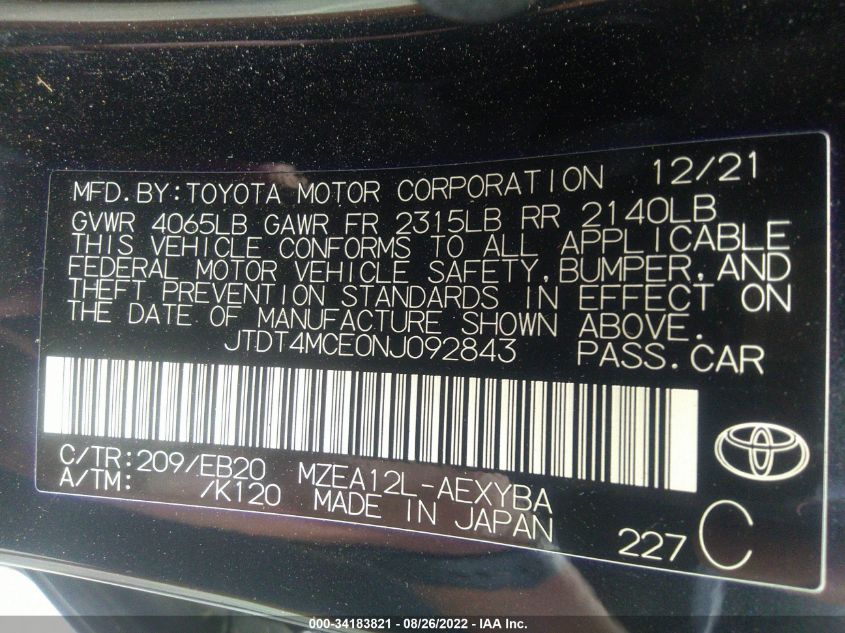 MFD.BY:TOYOTA MOTOR CORPORATION 12/21
GVWR 4065LB GAWR FR 2315LB RR 2140LB
THIS VEHICLE CONFORMS TO ALL APPLICABLE
FEDERAL MOTOR VEHICLE SAFETY,BUMPER,AND
THEFT PREVENTION STANDARDS IN EFFECT ON
THE DATE OF MANUFACTURE SHOWN ABOVE.
JTDT4MCE0NJ092843 PASS.CAR
C/TR:209/EB20 MZEA12L-AEXYBA
A/TM: /K120 MADE IN JAPAN
227 C
000-34183821 / 08/26/2022 - IAA Inc.